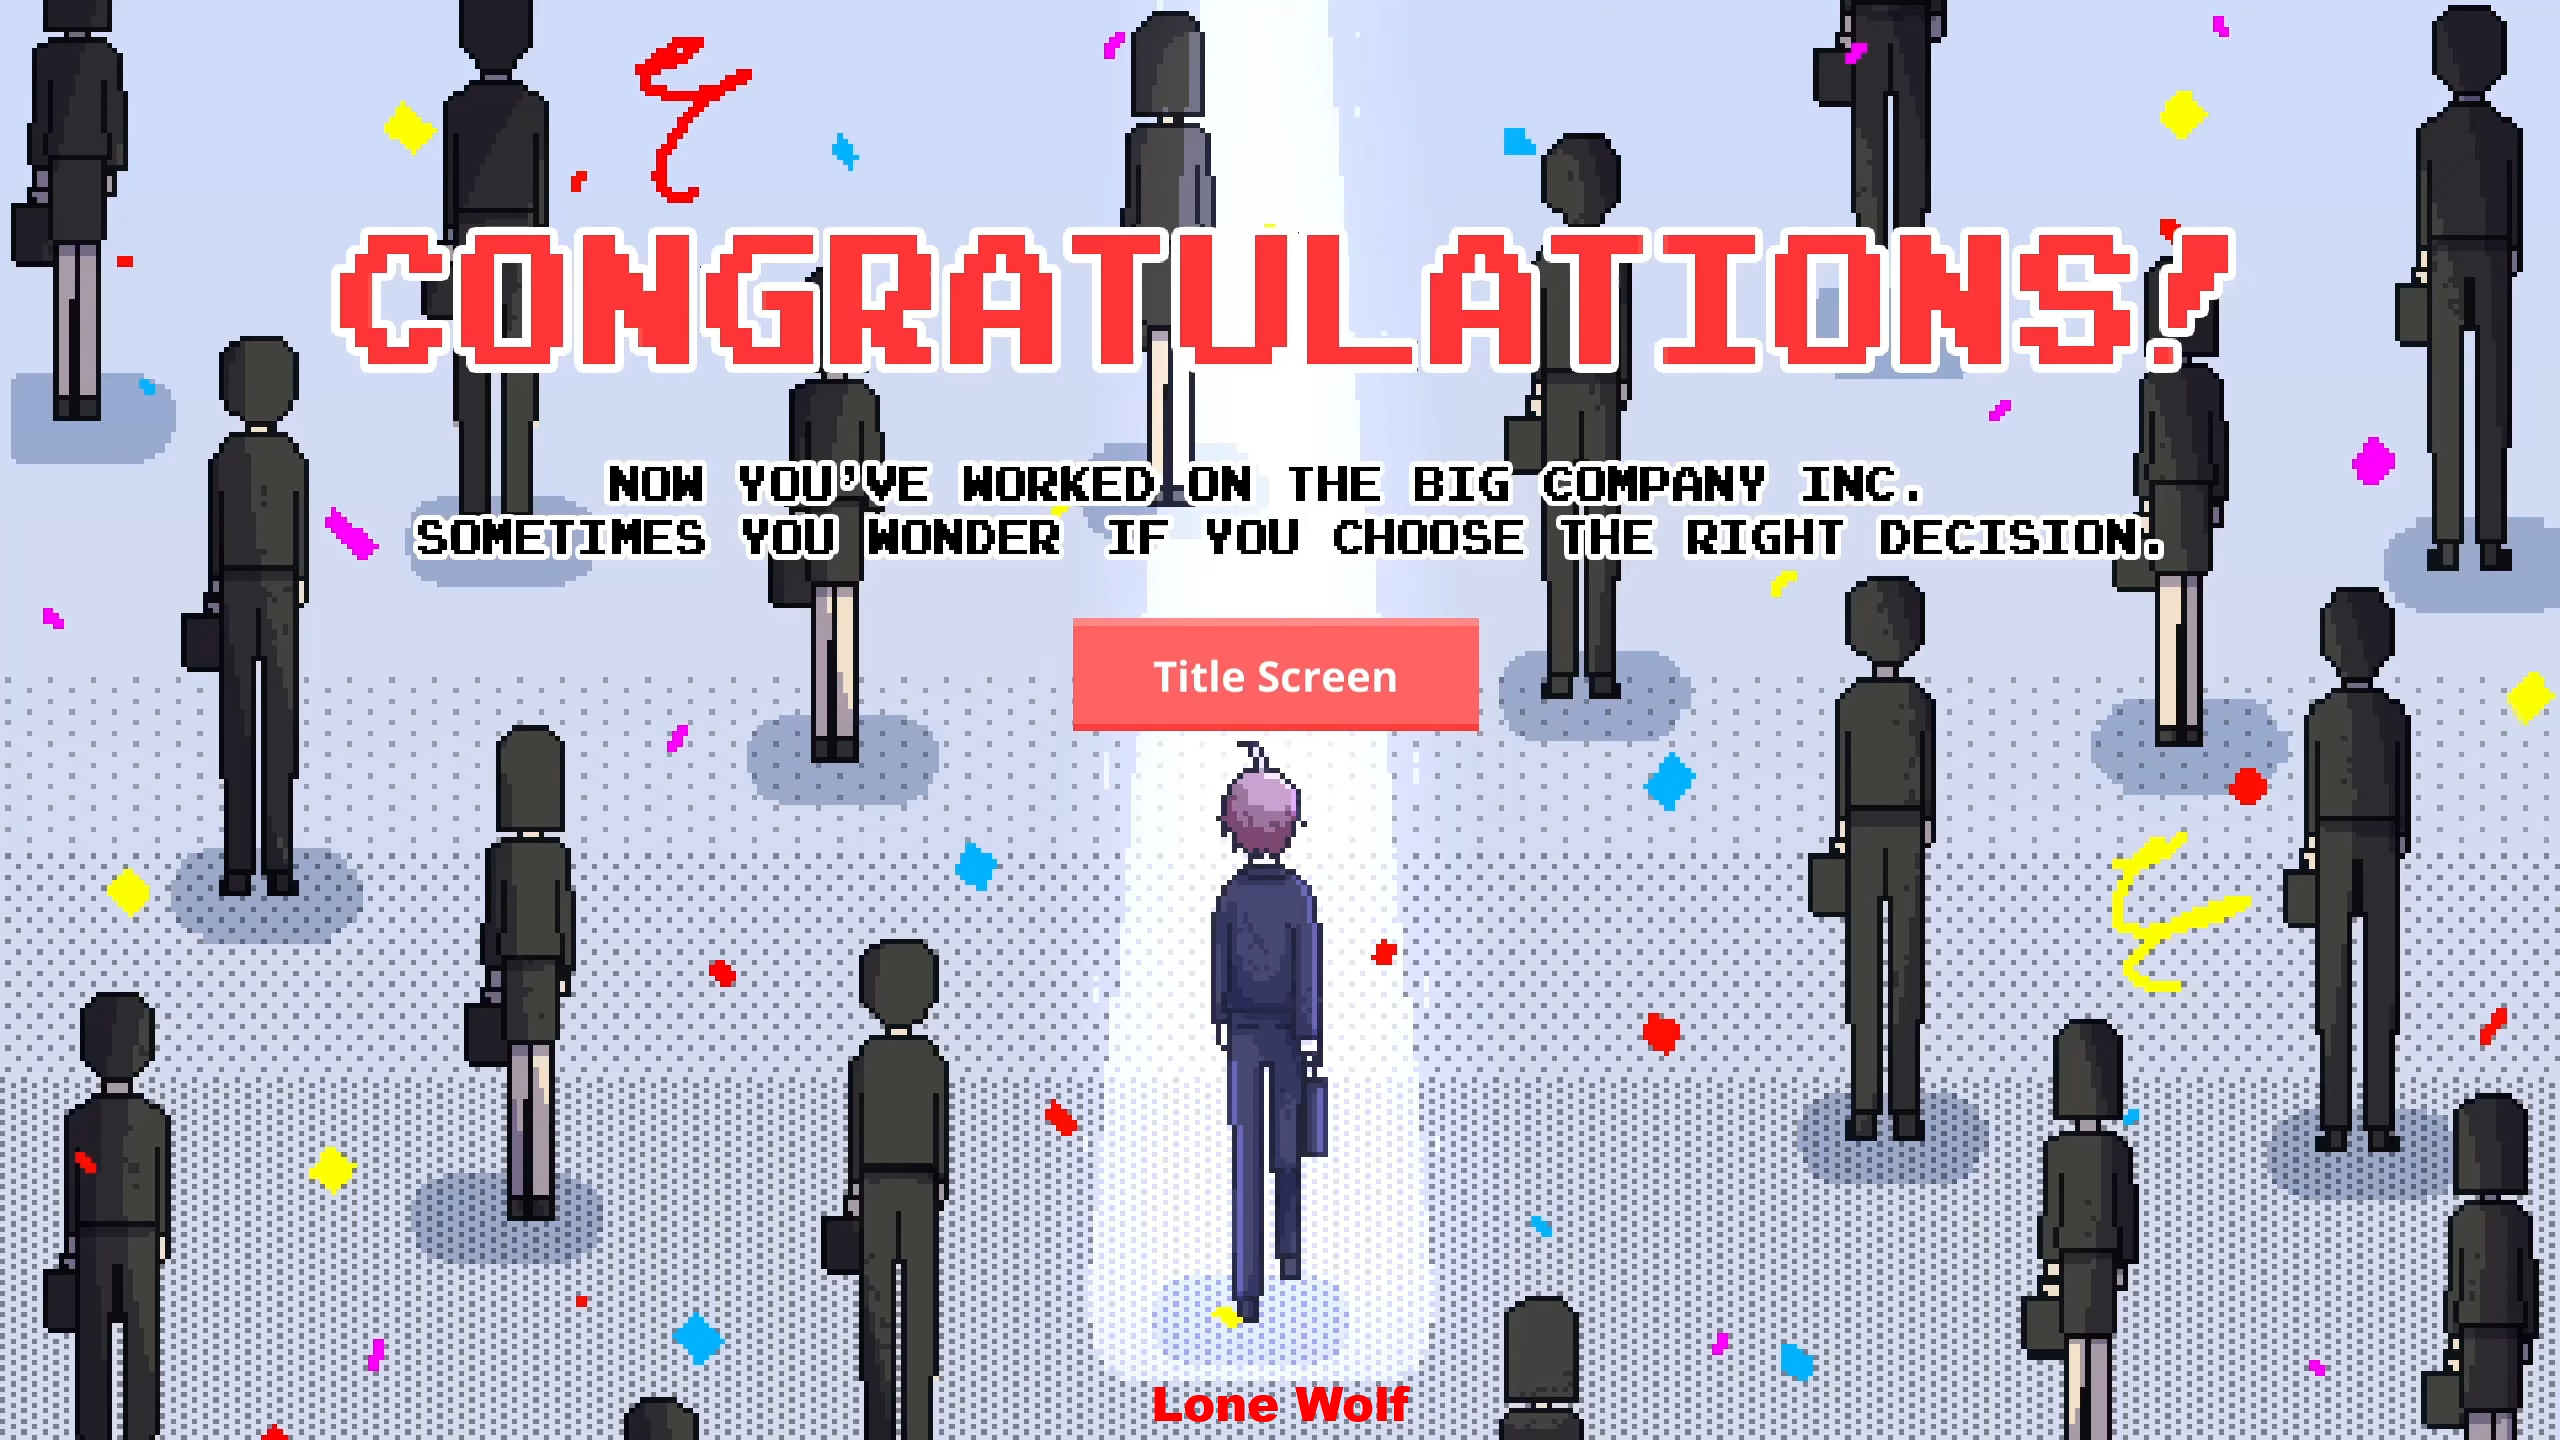 CONGRATULATIONS!
NOW YOU'VE WORKED ON THE BIG COMPANY INC.
SOMETIMES YOU WONDER IF YOU CHOOSE THE RIGHT DECISION.
Title Screen
Lone Wolf